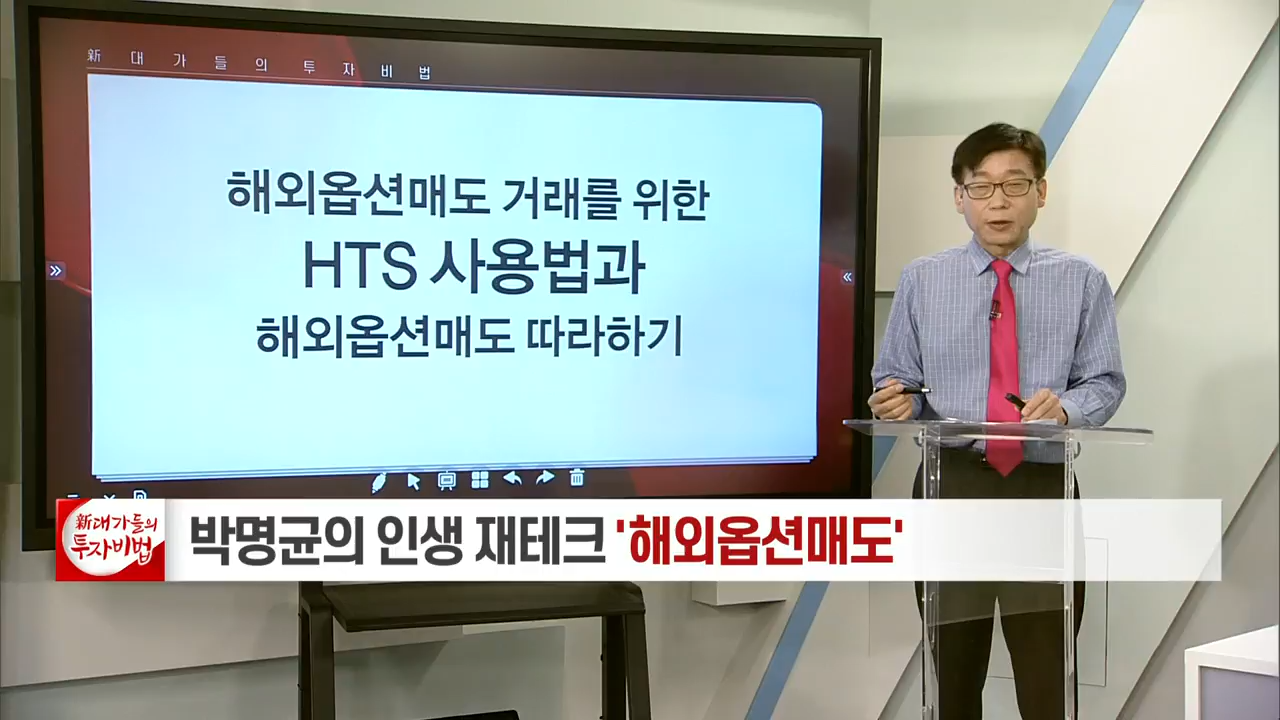 新 대 가 들 의 투 자 비 법
해외옵션매도 거래를 위한
HTS 사용법과
해외옵션매도 따라하기
新대가들의
투자비법
박명균의 인생 재테크 '해외옵션매도'